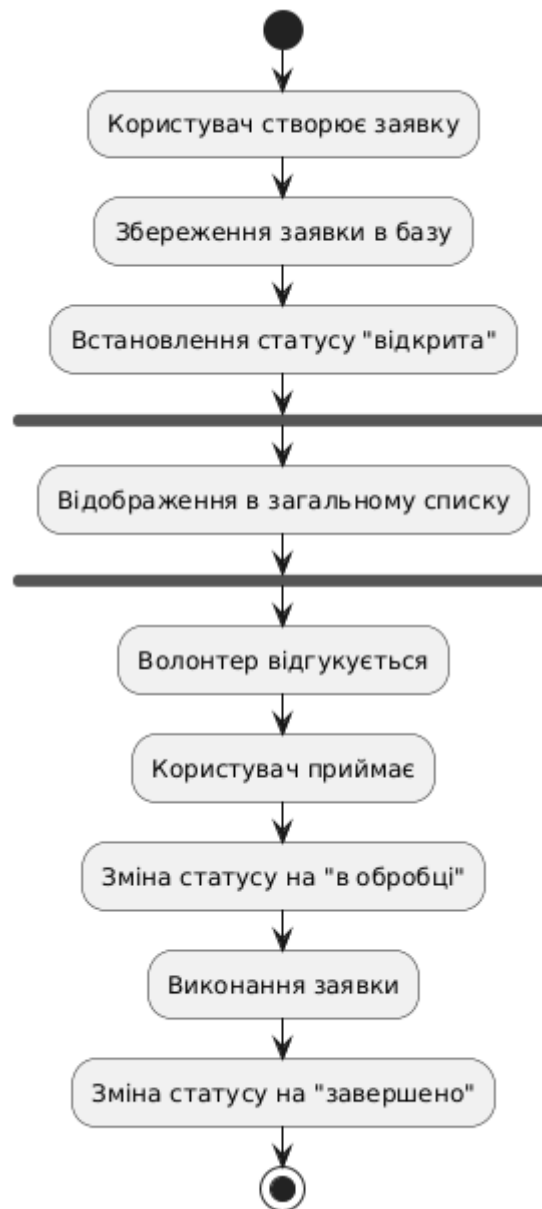 Користувач створює заявку
Збереження заявки в базу
Встановлення статусу "відкрита"
Відображення в загальному списку
Волонтер відгукується
Користувач приймає
Зміна статусу на "в обробці"
Виконання заявки
Зміна статусу на "завершено"